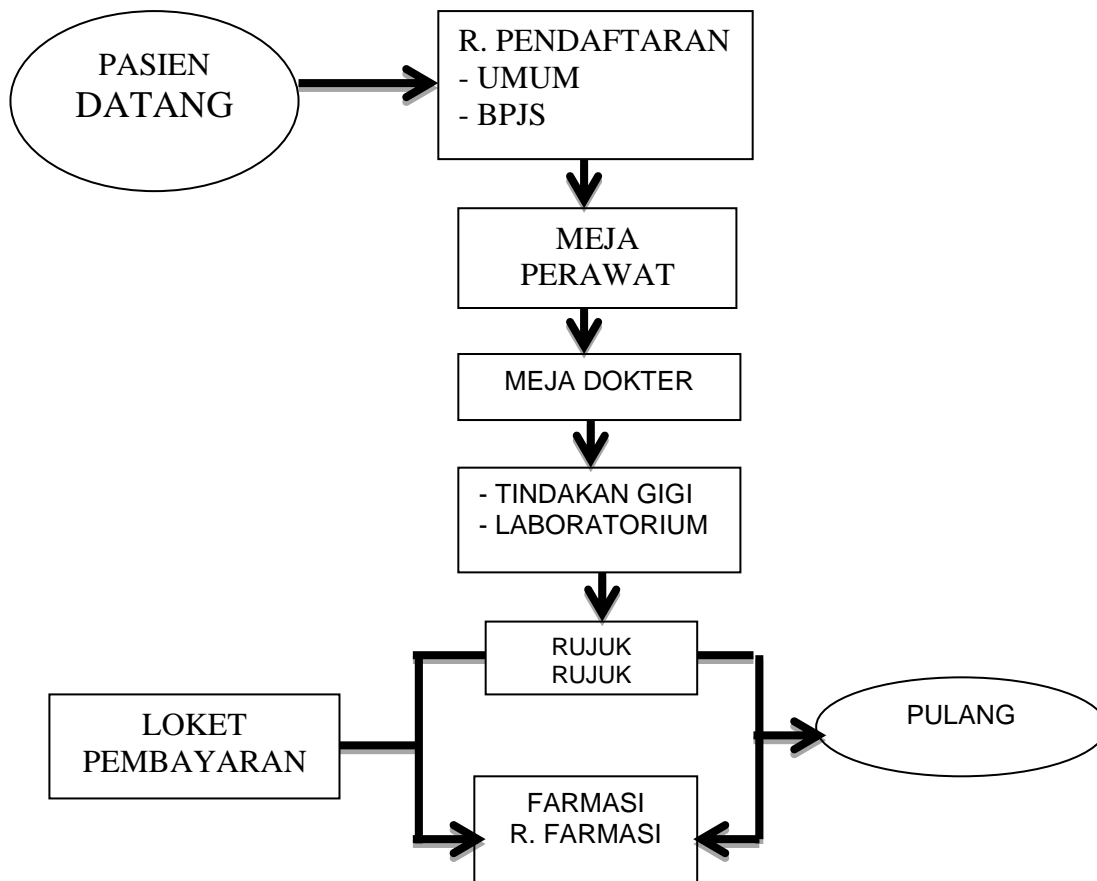 PASIEN
DATANG
R. PENDAFTARAN
- UMUM
- BPJS
MEJA
PERAWAT
MEJA DOKTER
- TINDAKAN GIGI
- LABORATORIUM
RUJUK
RUJUK
LOKET
PEMBAYARAN
PULANG
FARMASI
R. FARMASI